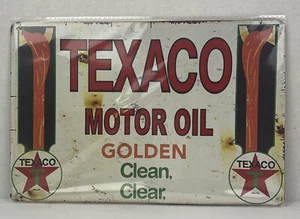 TEXACO
MOTOR OIL
GOLDEN
Clean,
Clear,
TEXACO
T
TEXACO
T